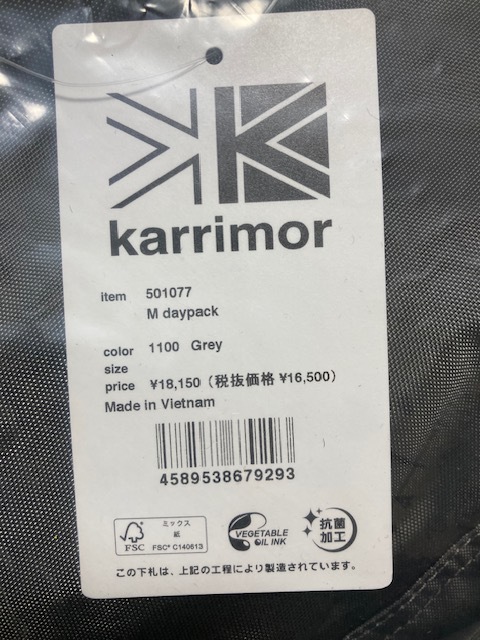 karrimor
item 501077
M daypack
color 1100 Grey
size
price ¥18,150（税抜価格 ¥16,500）
Made in Vietnam
4589538679293
FSC
ミックス
紙
FSC® C140613
VEGETABLE
OIL INK
抗菌
加工
この下札は、上記の工程により製造されています。